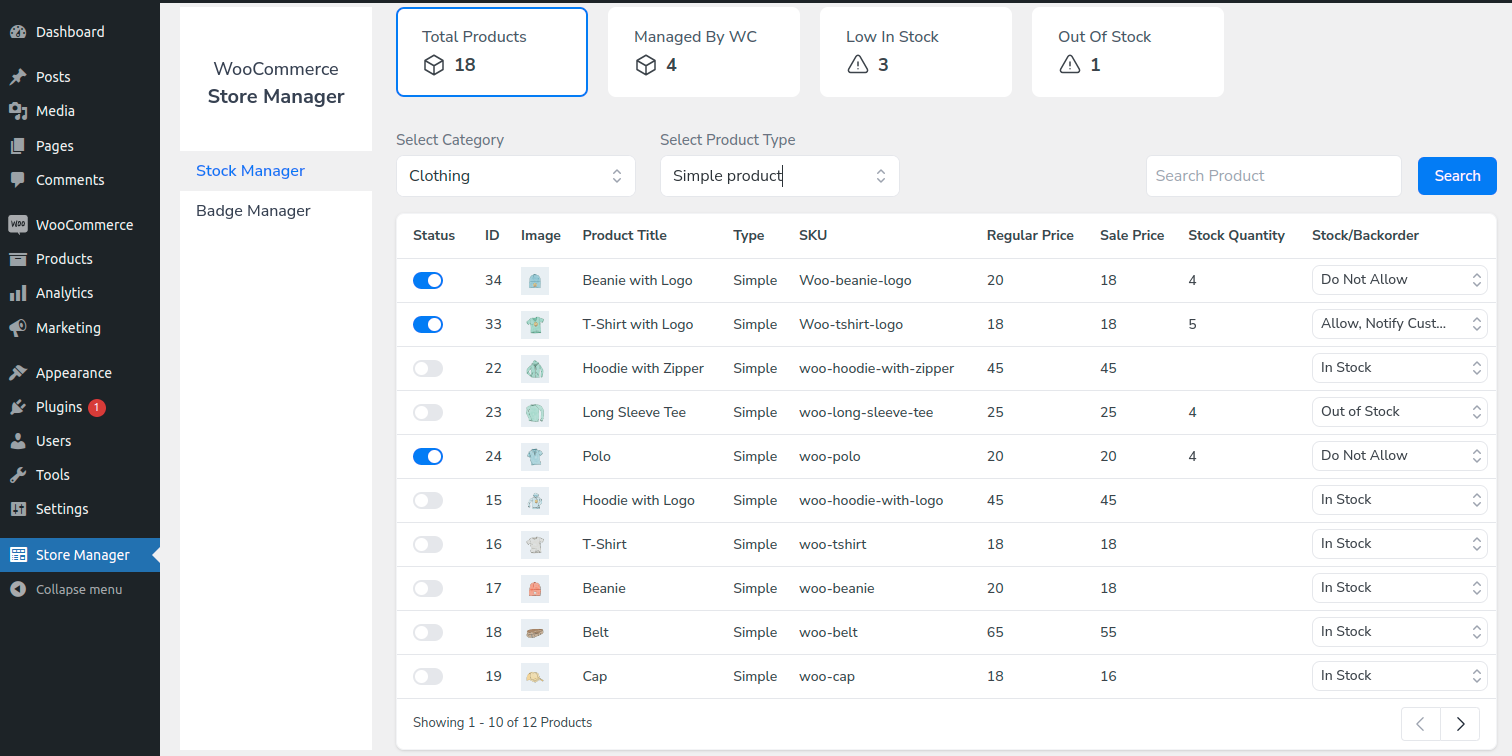 Dashboard
Posts
Media
Pages
Comments
WOO WooCommerce
Products
Analytics
Marketing
Appearance
Plugins 1
Users
Tools
Settings
Store Manager
Collapse menu
WooCommerce
Store Manager
Stock Manager
Badge Manager
Total Products
18
Managed By WC
4
Low In Stock
3
Out Of Stock
1
Select Category
Clothing
Select Product Type
Simple product
Search Product
Search
Status ID Image Product Title Type SKU Regular Price Sale Price Stock Quantity Stock/Backorder
34 Beanie with Logo Simple Woo-beanie-logo 20 18 4 Do Not Allow
33 T-Shirt with Logo Simple Woo-tshirt-logo 18 18 5 Allow, Notify Cust...
22 Hoodie with Zipper Simple woo-hoodie-with-zipper 45 45 In Stock
23 Long Sleeve Tee Simple woo-long-sleeve-tee 25 25 4 Out of Stock
24 Polo Simple woo-polo 20 20 4 Do Not Allow
15 Hoodie with Logo Simple woo-hoodie-with-logo 45 45 In Stock
16 T-Shirt Simple woo-tshirt 18 18 In Stock
17 Beanie Simple woo-beanie 20 18 In Stock
18 Belt Simple woo-belt 65 55 In Stock
19 Cap Simple woo-cap 18 16 In Stock
Showing 1 - 10 of 12 Products